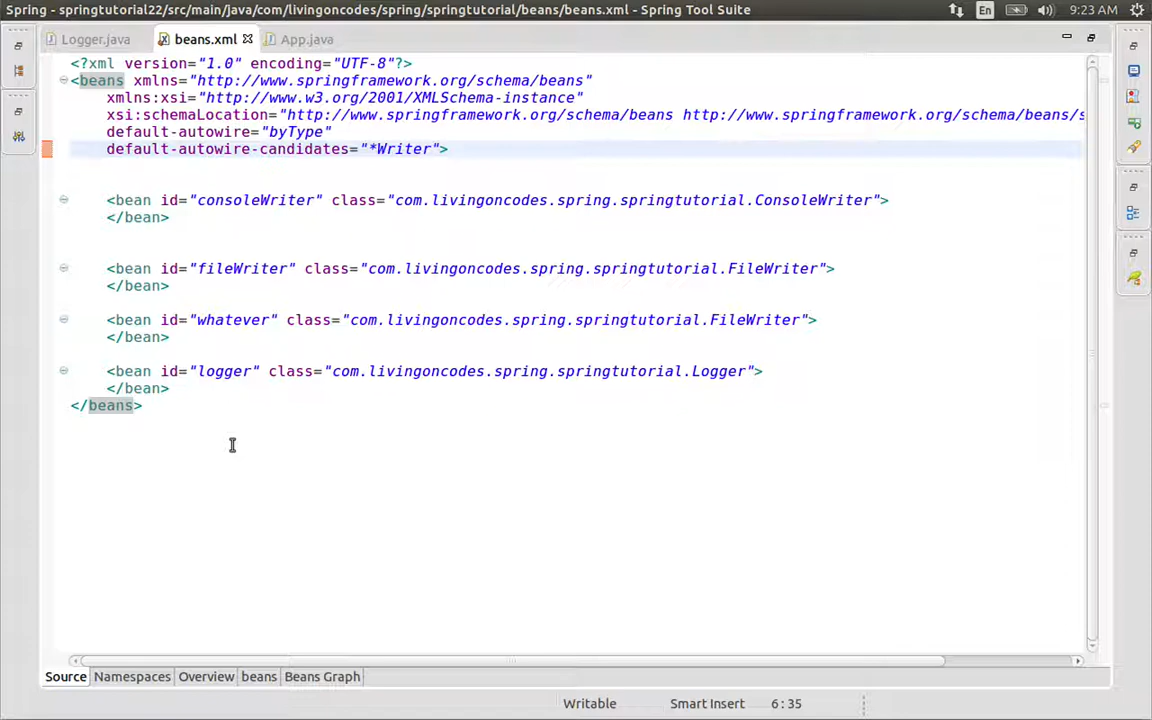 Spring - springtutorial22/src/main/java/com/livingoncodes/spring/springtutorial/beans/beans.xml - Spring Tool Suite
En
9:23 AM
Logger.java
beans.xml
App.java
<?xml version="1.0" encoding="UTF-8"?>
<beans xmlns="http://www.springframework.org/schema/beans"
xmlns:xsi="http://www.w3.org/2001/XMLSchema-instance"
xsi:schemaLocation="http://www.springframework.org/schema/beans http://www.springframework.org/schema/beans/s
default-autowire="byType"
default-autowire-candidates="*Writer">
<bean id="consoleWriter" class="com.livingoncodes.spring.springtutorial.ConsoleWriter">
</bean>
<bean id="fileWriter" class="com.livingoncodes.spring.springtutorial.FileWriter">
</bean>
<bean id="whatever" class="com.livingoncodes.spring.springtutorial.FileWriter">
</bean>
<bean id="logger" class="com.livingoncodes.spring.springtutorial.Logger">
</bean>
</beans>
Source Namespaces Overview beans Beans Graph
Writable Smart Insert 6:35